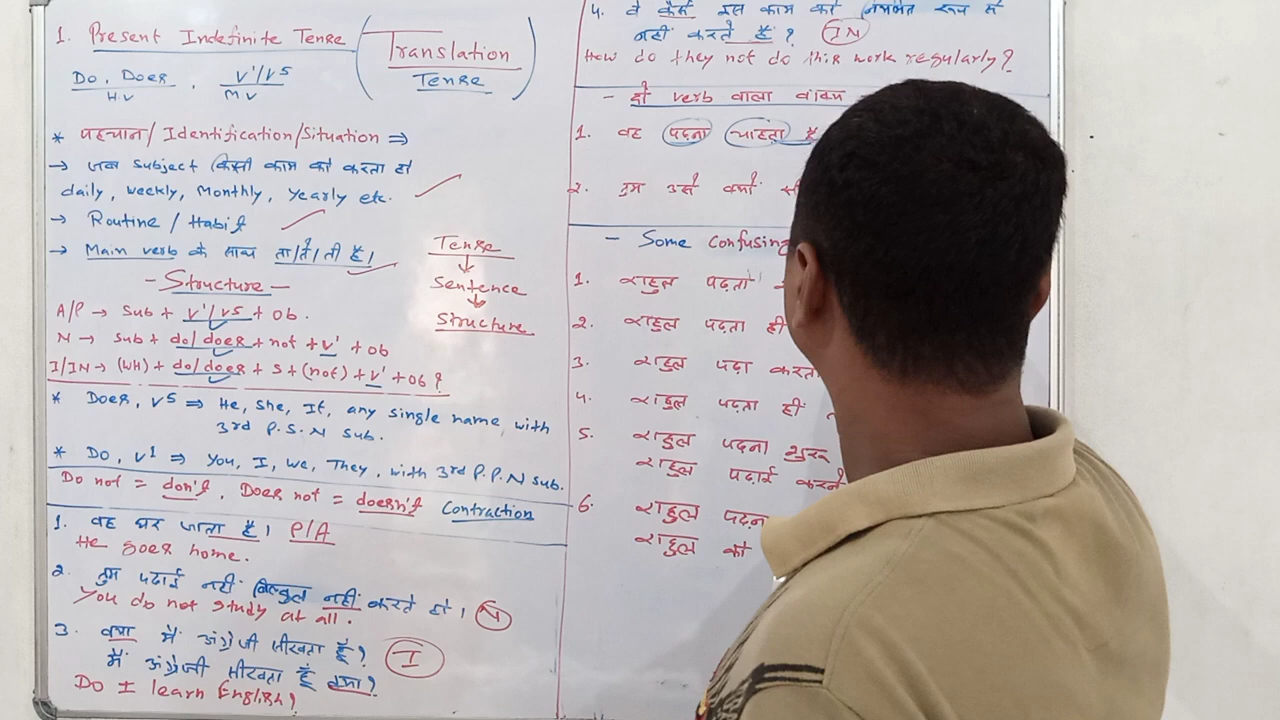 1. Present Indefinite Tense
(Translation
Tense)
Do, Does , V¹/V5
H.V M V
* पहचान/ Identification/Situation ⇒
→ जब subject किसी काम को करता हो
daily, weekly, Monthly, Yearly etc.
→ Routine / Habit
→ Main verb के साथ ता/ते/ती है।
Tense
↓
Sentence
↓
Structure
- Structure -
A/P → Sub + V¹/V5 + Ob.
N → Sub + do/does + not + V¹ + ob
I/IN → (WH) + do/does + S + (not) + V¹ + Ob ?
* Does, V5 ⇒ He, She, It, any single name with
3rd P.S.N sub.
* Do, V1 ⇒ You, I, We, They, with 3rd P.P.N sub.
Do not = don't, Does not = doesn't Contraction
1. वह घर जाता है। P/A
He goes home.
2. तुम पढाई नहीं बिल्कुल नहीं करते हो। N
You do not study at all.
3. क्या मैं अंग्रेजी सीखता हूँ?
मैं अंग्रेजी सीखता हूँ क्या? I
Do I learn English?
4. वे कैसे इस काम को नियमित रूप से
नहीं करते हैं? IN
How do they not do this work regularly?
- दो verb वाला वाक्य
1. वह पढ़ना चाहता है
2. तुम उसे क्यों
- Some confusing
1. राहुल पढ़ता
2. राहुल पढता ही
3. राहुल पढ़ा करता
4. राहुल पढ़ता ही
5. राहुल पढना शुरू
राहुल पढाई करने
6. राहुल पढ़न
राहुल को